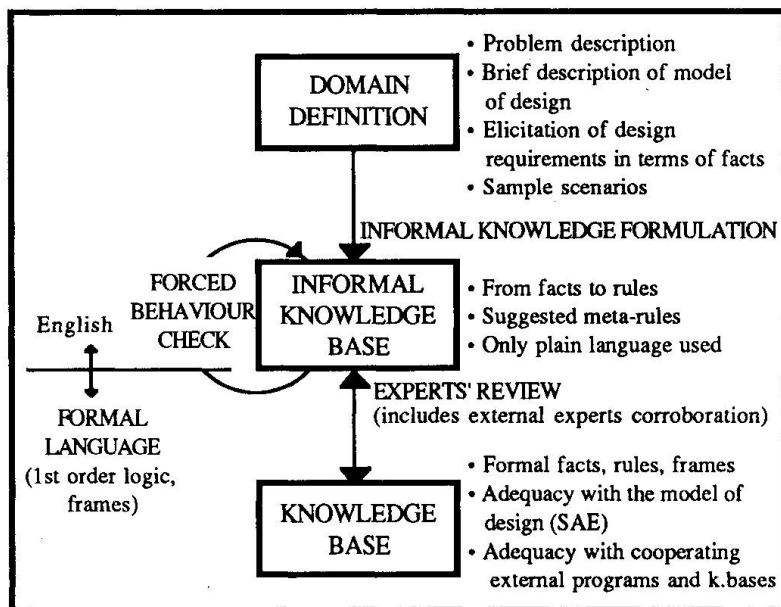 DOMAIN
DEFINITION
• Problem description
• Brief description of model
of design
• Elicitation of design
requirements in terms of facts
• Sample scenarios
INFORMAL KNOWLEDGE FORMULATION
FORCED
BEHAVIOUR
CHECK
INFORMAL
KNOWLEDGE
BASE
• From facts to rules
• Suggested meta-rules
• Only plain language used
English
FORMAL
LANGUAGE
(1st order logic,
frames)
EXPERTS' REVIEW
(includes external experts corroboration)
KNOWLEDGE
BASE
• Formal facts, rules, frames
• Adequacy with the model of
design (SAE)
• Adequacy with cooperating
external programs and k.bases